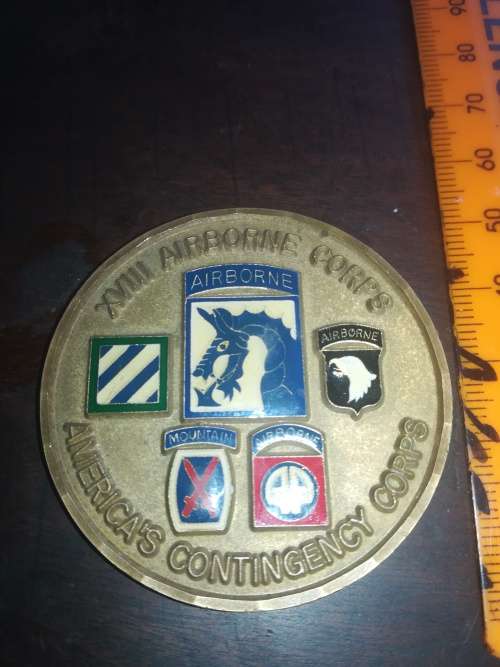 XVIII AIRBORNE CORPS
AIRBORNE
AIRBORNE
MOUNTAIN
AIRBORNE
AMERICA'S CONTINGENCY CORPS
90
80
70
60
50